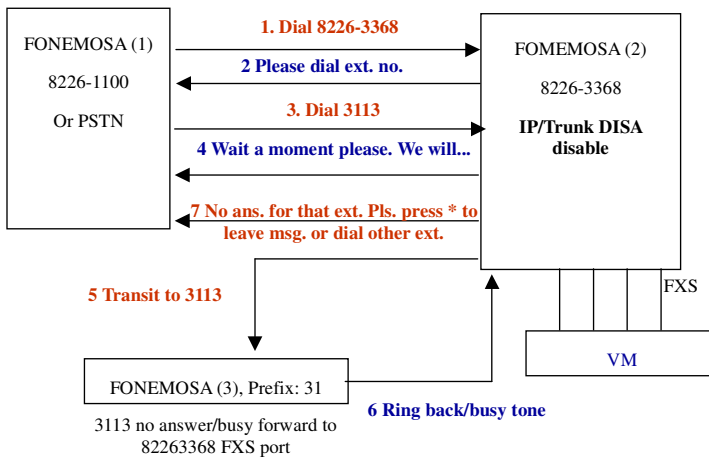 FONEMOSA (1)
8226-1100
Or PSTN
1. Dial 8226-3368
2 Please dial ext. no.
3. Dial 3113
4 Wait a moment please. We will...
7 No ans. for that ext. Pls. press * to
leave msg. or dial other ext.
FOMEMOSA (2)
8226-3368
IP/Trunk DISA
disable
5 Transit to 3113
FXS
VM
FONEMOSA (3), Prefix: 31
6 Ring back/busy tone
3113 no answer/busy forward to
82263368 FXS port